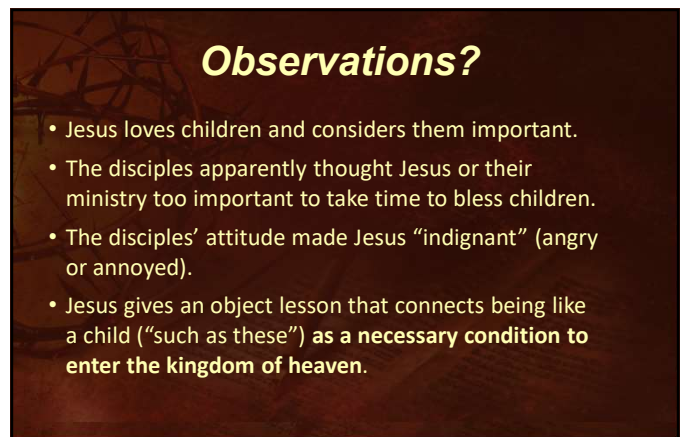 Observations?
• Jesus loves children and considers them important.
• The disciples apparently thought Jesus or their
ministry too important to take time to bless children.
• The disciples’ attitude made Jesus “indignant” (angry
or annoyed).
• Jesus gives an object lesson that connects being like
a child (“such as these”) as a necessary condition to
enter the kingdom of heaven.